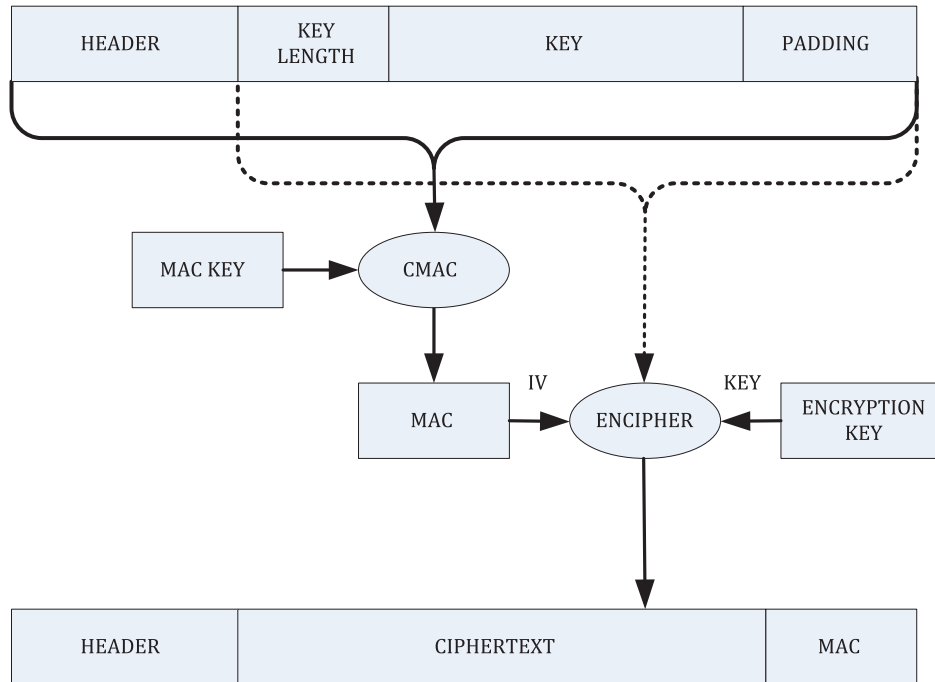 HEADER
KEY
LENGTH
KEY
PADDING
MAC KEY
CMAC
IV
KEY
MAC
ENCIPHER
ENCRYPTION
KEY
HEADER
CIPHERTEXT
MAC